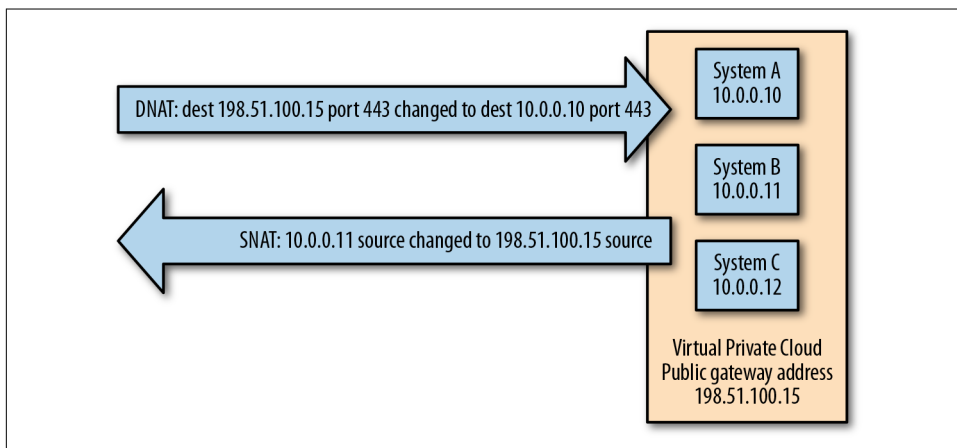 DNAT: dest 198.51.100.15 port 443 changed to dest 10.0.0.10 port 443
SNAT: 10.0.0.11 source changed to 198.51.100.15 source
System A
10.0.0.10
System B
10.0.0.11
System C
10.0.0.12
Virtual Private Cloud
Public gateway address
198.51.100.15